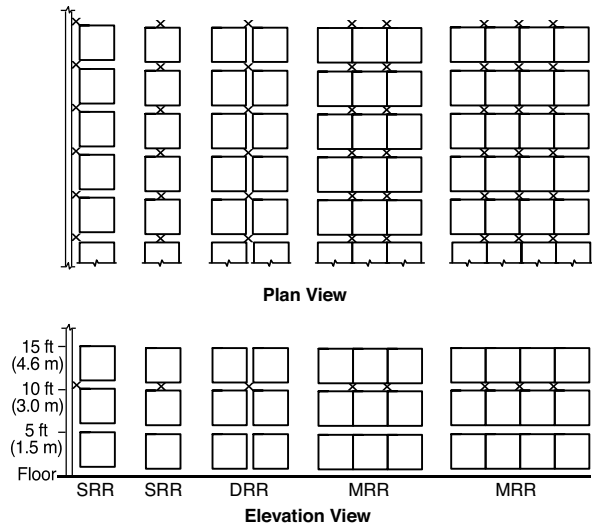 Plan View
15 ft
(4.6 m)
10 ft
(3.0 m)
5 ft
(1.5 m)
Floor
SRR SRR DRR MRR MRR
Elevation View